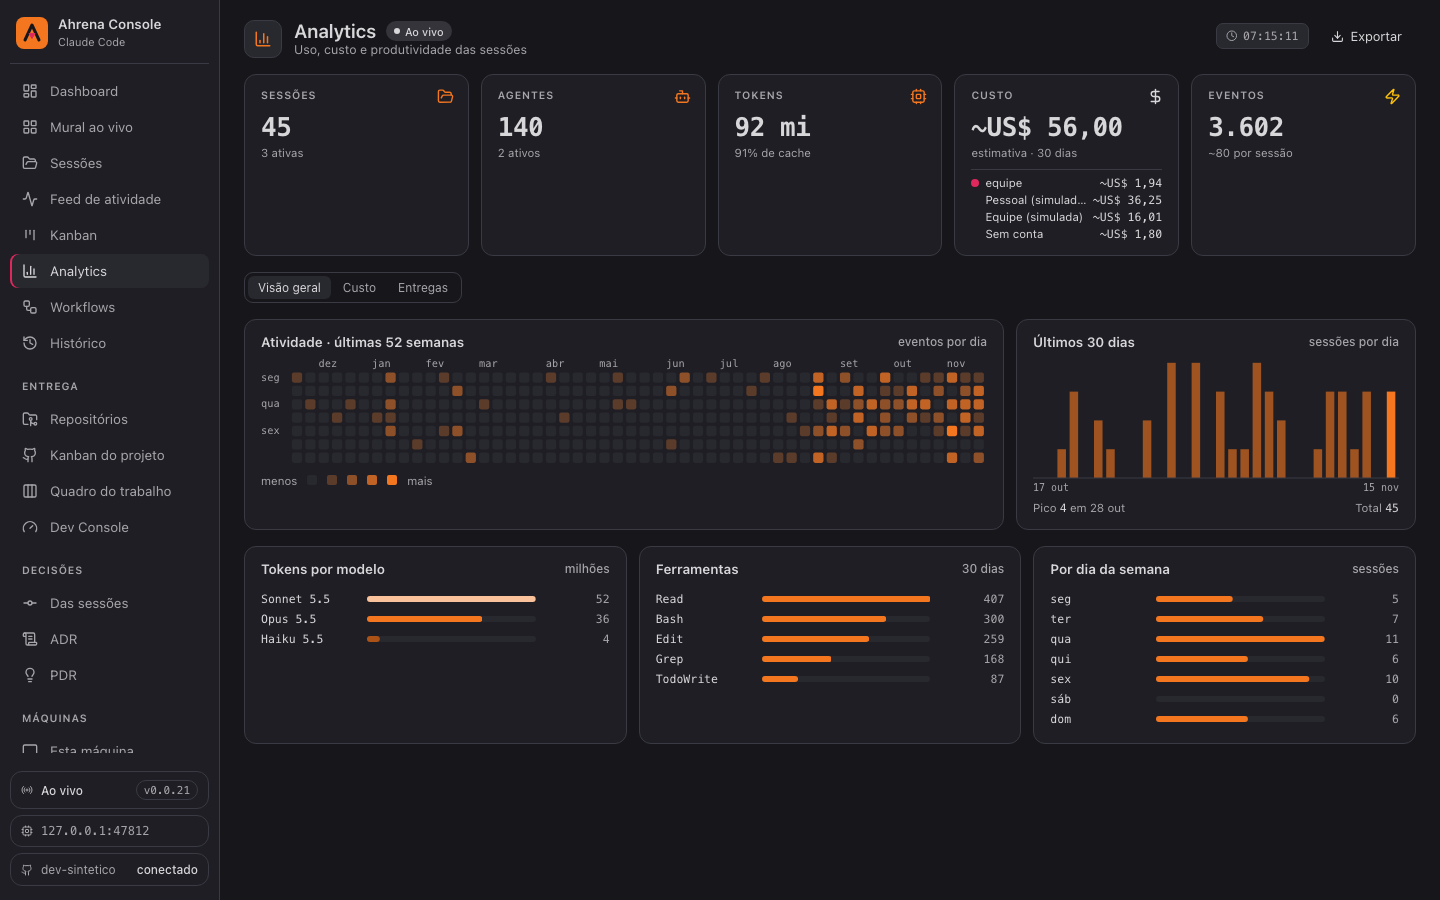 Ahrena Console
Claude Code
Dashboard
Mural ao vivo
Sessões
Feed de atividade
Kanban
Analytics
Workflows
Histórico
ENTREGA
Repositórios
Kanban do projeto
Quadro do trabalho
Dev Console
DECISÕES
Das sessões
ADR
PDR
MÁQUINAS
Esta máquina
Ao vivo v0.0.21
127.0.0.1:47812
dev-sintetico conectado
Analytics Ao vivo
Uso, custo e produtividade das sessões
07:15:11 Exportar
SESSÕES
45
3 ativas
AGENTES
140
2 ativos
TOKENS
92 mi
91% de cache
CUSTO
~US$ 56,00
estimativa · 30 dias
equipe ~US$ 1,94
Pessoal (simulad... ~US$ 36,25
Equipe (simulada) ~US$ 16,01
Sem conta ~US$ 1,80
EVENTOS
3.602
~80 por sessão
Visão geral Custo Entregas
Atividade · últimas 52 semanas eventos por dia
dez jan fev mar abr mai jun jul ago set out nov
seg
qua
sex
menos mais
Últimos 30 dias sessões por dia
17 out 15 nov
Pico 4 em 28 out Total 45
Tokens por modelo milhões
Sonnet 5.5 52
Opus 5.5 36
Haiku 5.5 4
Ferramentas 30 dias
Read 407
Bash 300
Edit 259
Grep 168
TodoWrite 87
Por dia da semana sessões
seg 5
ter 7
qua 11
qui 6
sex 10
sáb 0
dom 6